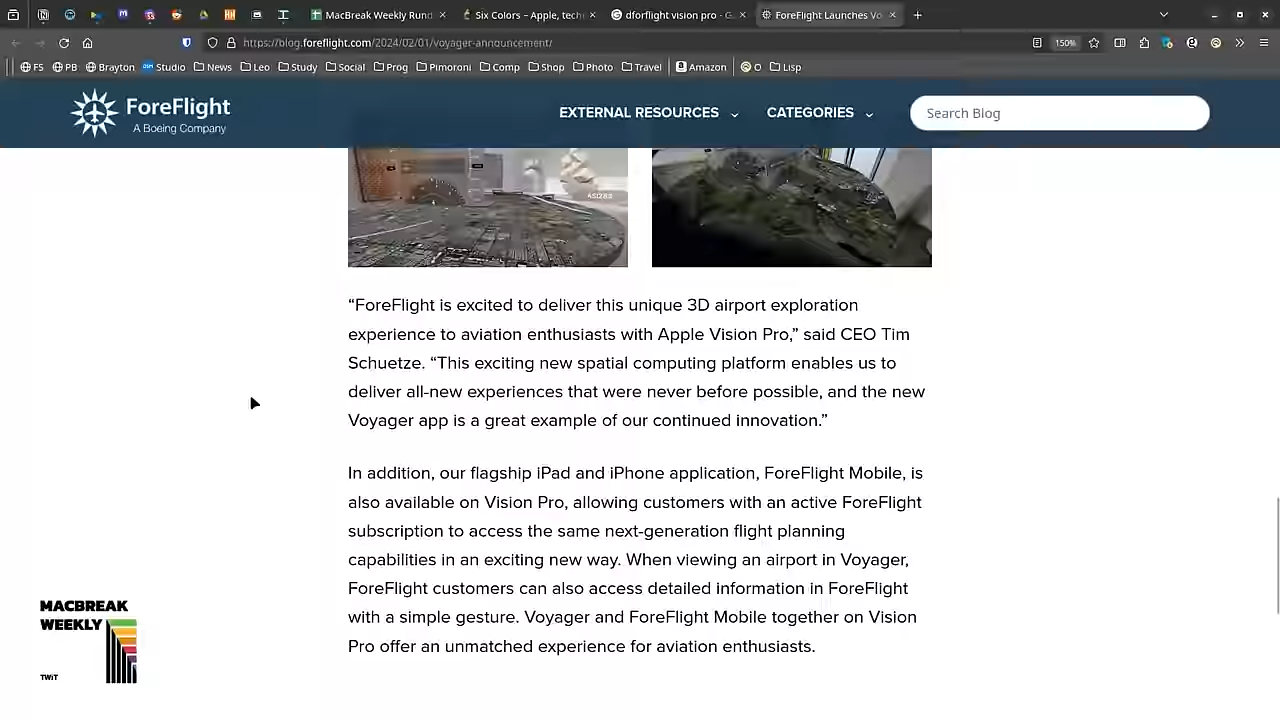 MacBreak Weekly Rund
Six Colors – Apple, tech
dforflight vision pro - G
ForeFlight Launches Vo
https://blog.foreflight.com/2024/02/01/voyager-announcement/
150%
FS
PB
Brayton
Studio
News
Leo
Study
Social
Prog
Pimoroni
Comp
Shop
Photo
Travel
Amazon
O
Lisp
ForeFlight
A Boeing Company
EXTERNAL RESOURCES
CATEGORIES
Search Blog
“ForeFlight is excited to deliver this unique 3D airport exploration
experience to aviation enthusiasts with Apple Vision Pro,” said CEO Tim
Schuetze. “This exciting new spatial computing platform enables us to
deliver all-new experiences that were never before possible, and the new
Voyager app is a great example of our continued innovation.”
In addition, our flagship iPad and iPhone application, ForeFlight Mobile, is
also available on Vision Pro, allowing customers with an active ForeFlight
subscription to access the same next-generation flight planning
capabilities in an exciting new way. When viewing an airport in Voyager,
ForeFlight customers can also access detailed information in ForeFlight
with a simple gesture. Voyager and ForeFlight Mobile together on Vision
Pro offer an unmatched experience for aviation enthusiasts.
MACBREAK
WEEKLY
TWiT